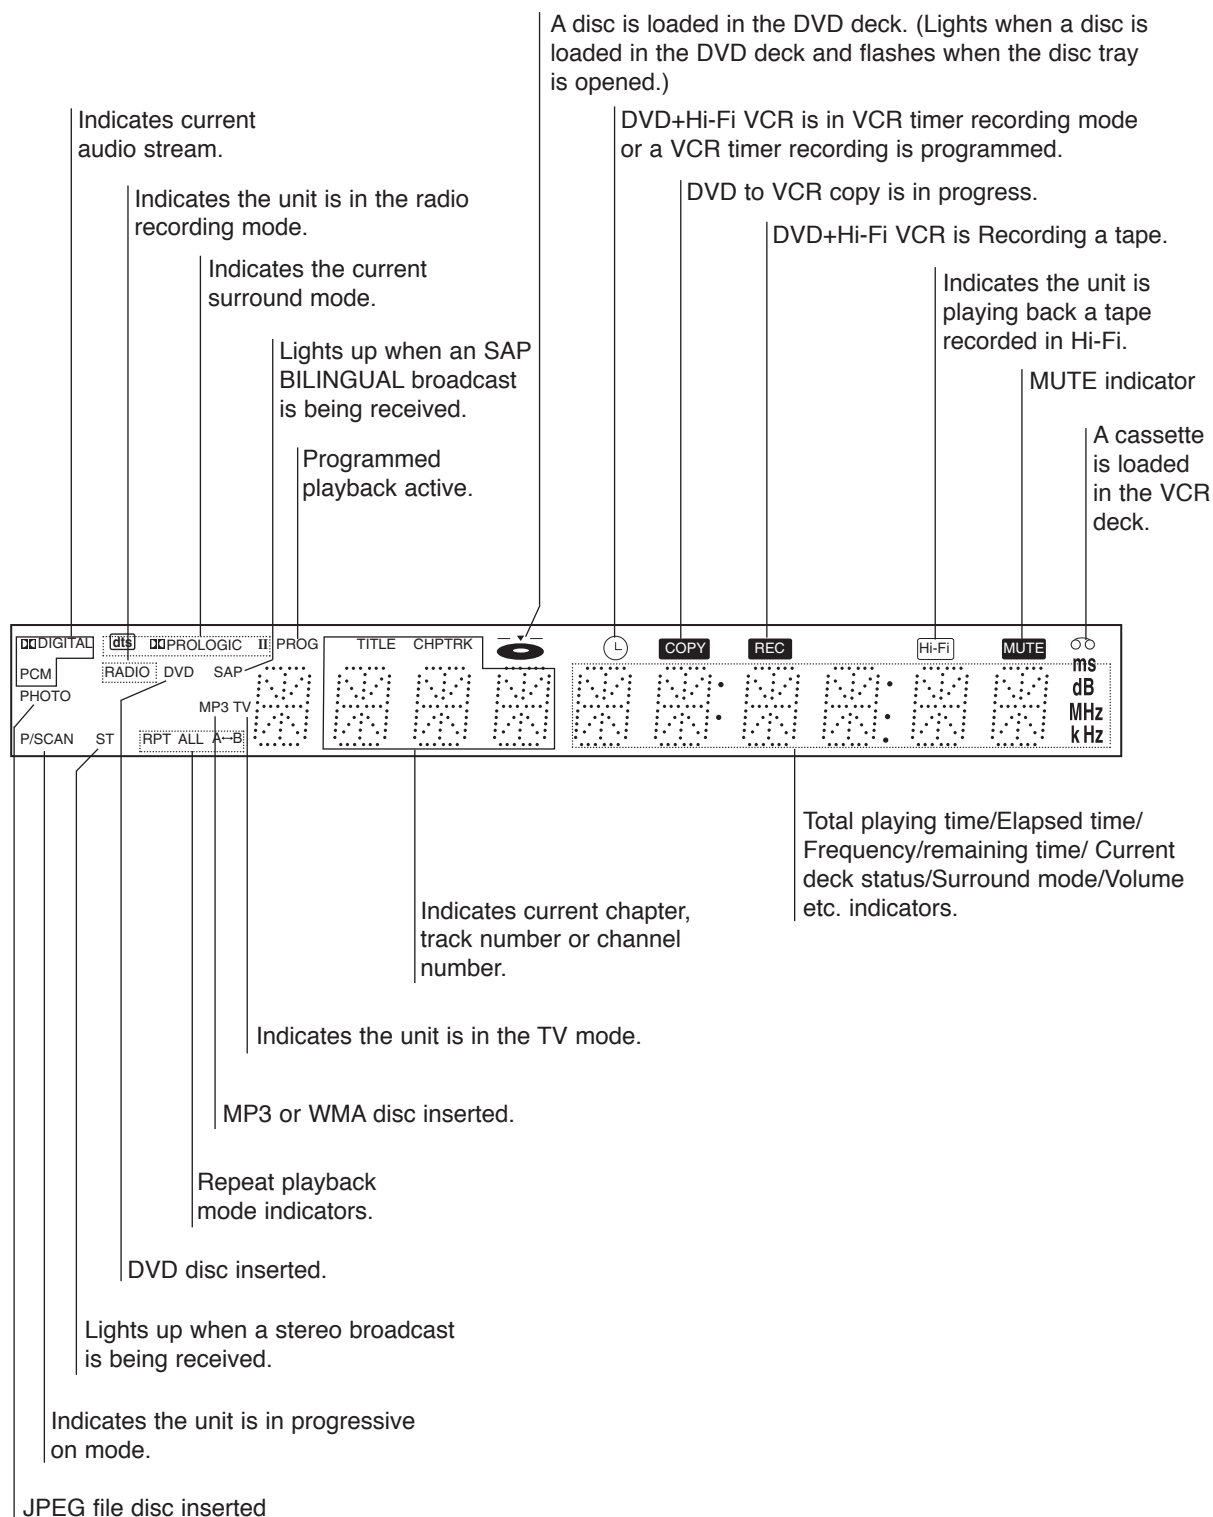 A disc is loaded in the DVD deck. (Lights when a disc is
loaded in the DVD deck and flashes when the disc tray
is opened.)
Indicates current
audio stream.
DVD+Hi-Fi VCR is in VCR timer recording mode
or a VCR timer recording is programmed.
Indicates the unit is in the radio
recording mode.
DVD to VCR copy is in progress.
DVD+Hi-Fi VCR is Recording a tape.
Indicates the current
surround mode.
Indicates the unit is
playing back a tape
recorded in Hi-Fi.
Lights up when an SAP
BILINGUAL broadcast
is being received.
MUTE indicator
A cassette
is loaded
in the VCR
deck.
Programmed
playback active.
DIGITAL dts PROLOGIC II PROG TITLE CHPTRK COPY REC Hi-Fi MUTE
PCM RADIO DVD SAP ms
PHOTO dB
MP3 TV MHz
P/SCAN ST RPT ALL A↔B kHz
Total playing time/Elapsed time/
Frequency/remaining time/ Current
deck status/Surround mode/Volume
etc. indicators.
Indicates current chapter,
track number or channel
number.
Indicates the unit is in the TV mode.
MP3 or WMA disc inserted.
Repeat playback
mode indicators.
DVD disc inserted.
Lights up when a stereo broadcast
is being received.
Indicates the unit is in progressive
on mode.
JPEG file disc inserted